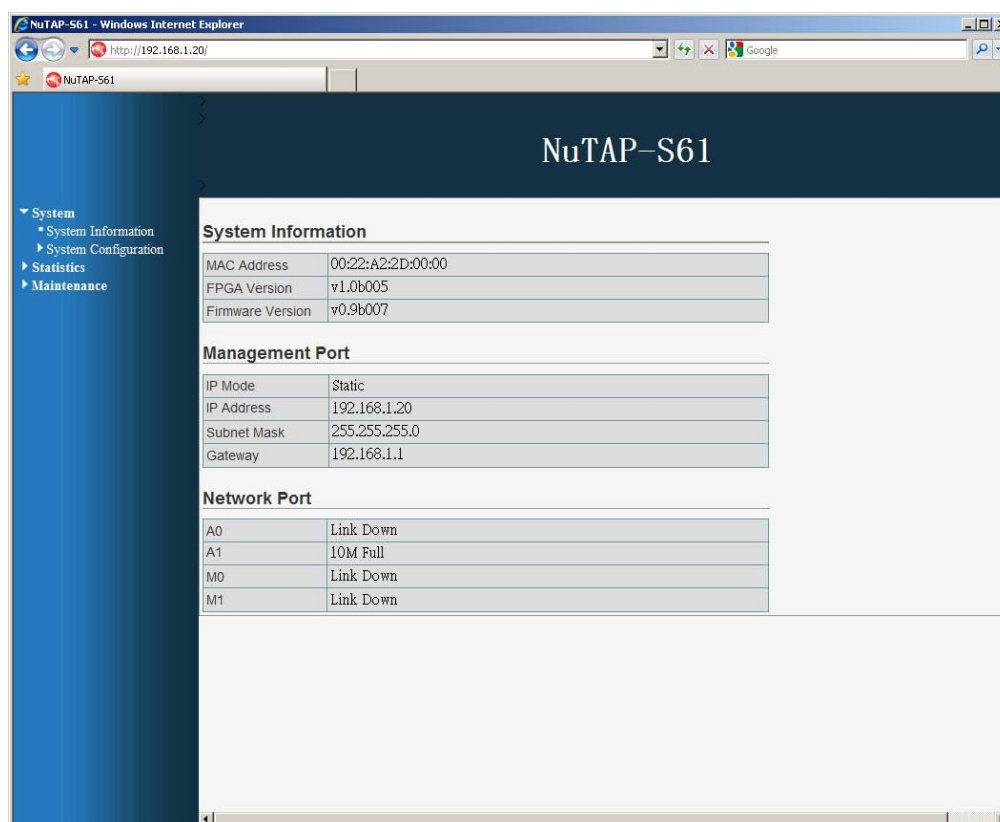 NuTAP-S61 - Windows Internet Explorer
http://192.168.1.20/
Google
NuTAP-S61
NuTAP-S61
System
System Information
System Configuration
Statistics
Maintenance
System Information
MAC Address 00:22:A2:2D:00:00
FPGA Version v1.0b005
Firmware Version v0.9b007
Management Port
IP Mode Static
IP Address 192.168.1.20
Subnet Mask 255.255.255.0
Gateway 192.168.1.1
Network Port
A0 Link Down
A1 10M Full
M0 Link Down
M1 Link Down